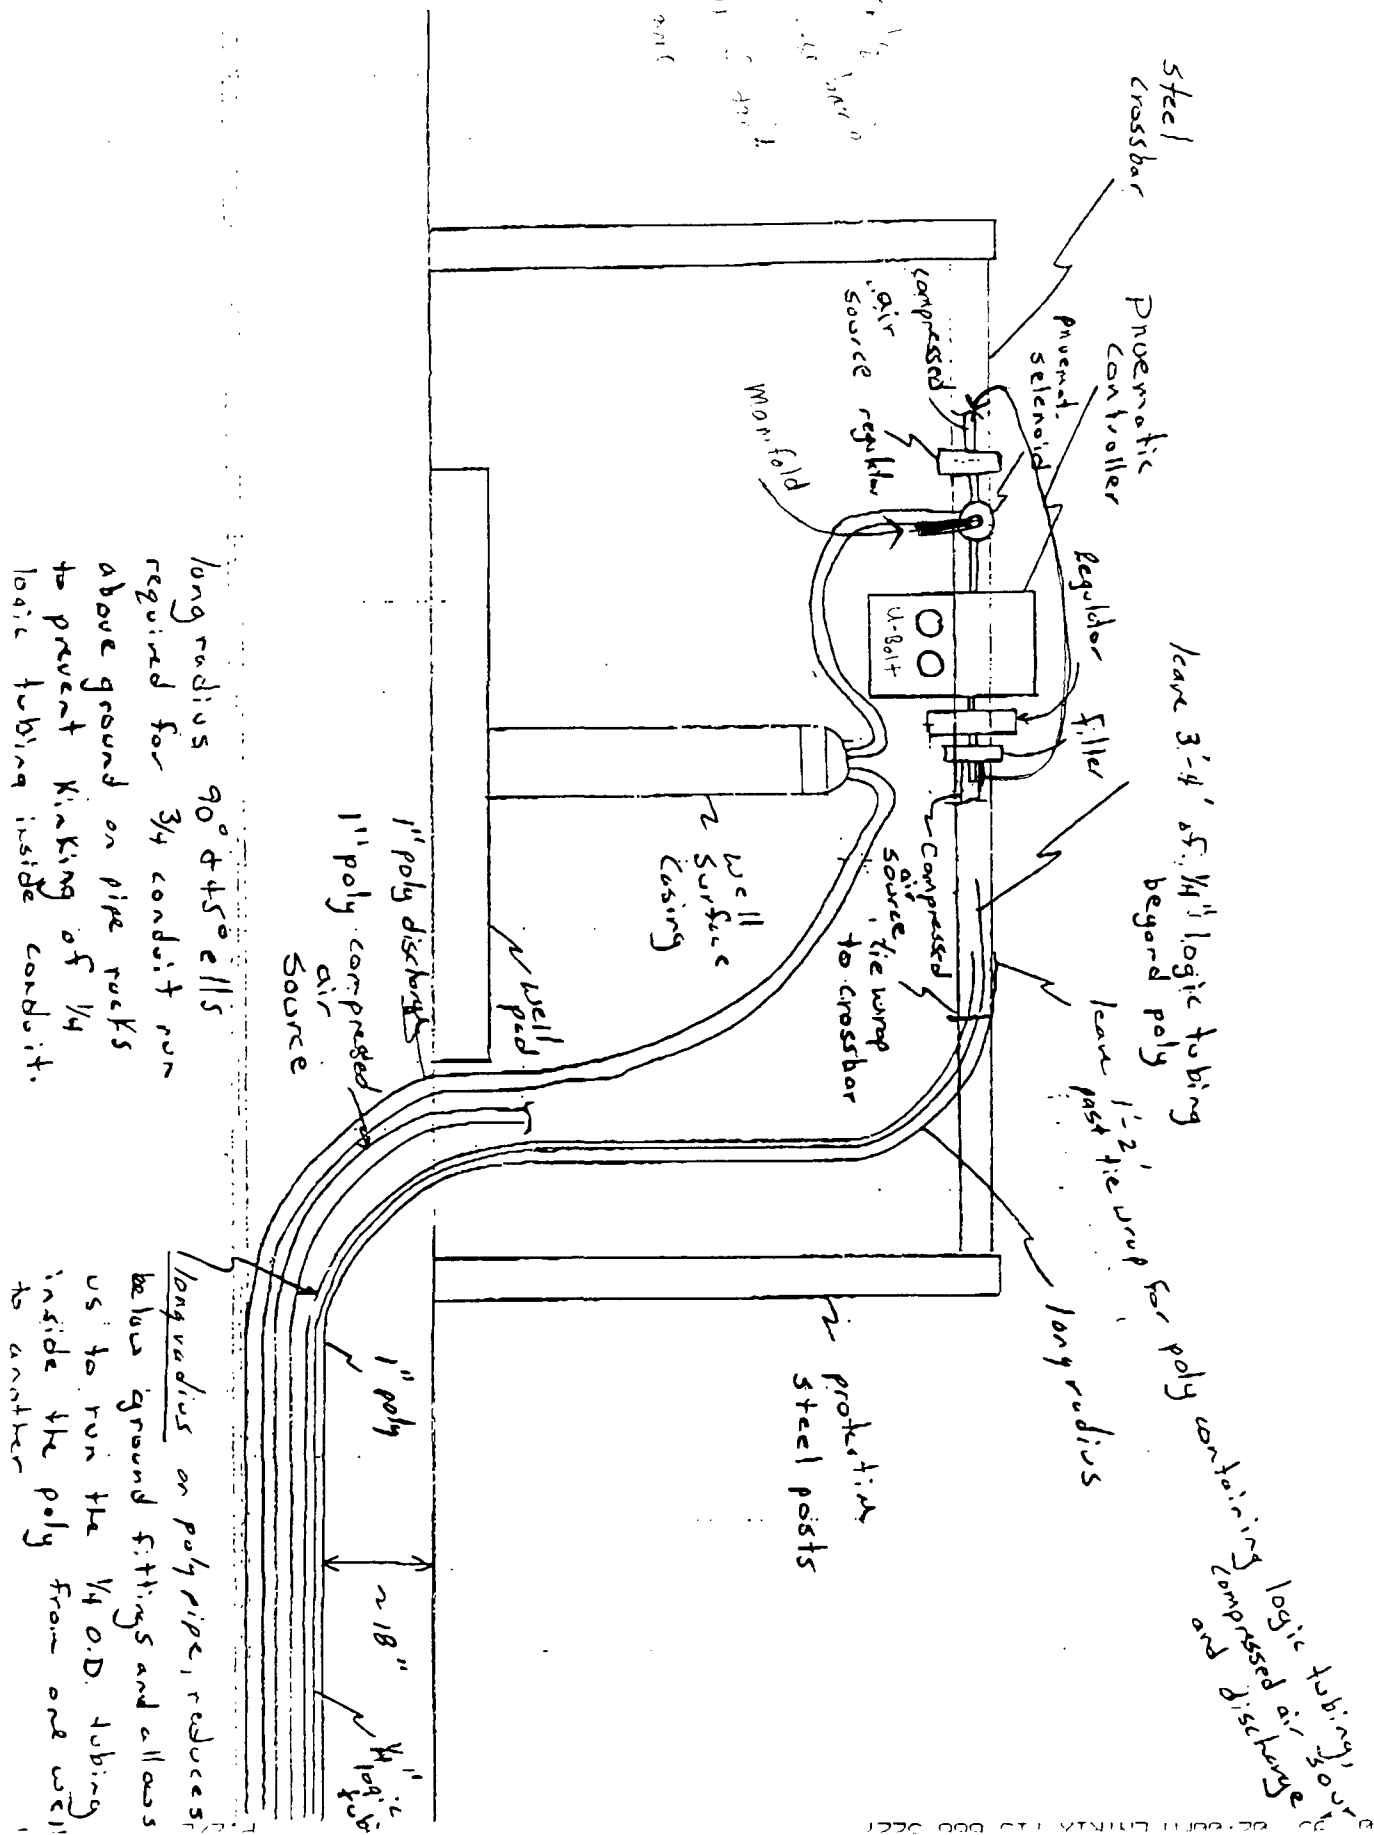 steel
crossbar
Pnuematic
controller
pnuemat.
selenoid
compressed
air
source
regulator
manifold
Regulator
filler
U-Bolt
leave 3'-4' of 1/4" logic tubing
beyond poly
leave 1'-2' for poly containing logic tubing,
past tie wrap
compressed air
and discharge
compressed
air
source
tie wrap
to crossbar
long radius
well
surface
casing
protective
steel posts
well
pad
1" poly discharge
1" poly compressed
air
source
1" poly
~18"
1/4"
logic
long radius 90° + 45° ells
required for 3/4 conduit run
above ground on pipe racks
to prevent kinking of 1/4
logic tubing inside conduit.
long radius on poly pipe, reduces
below ground fittings and allows
us to run the 1/4 O.D. tubing
inside the poly from one well
to another